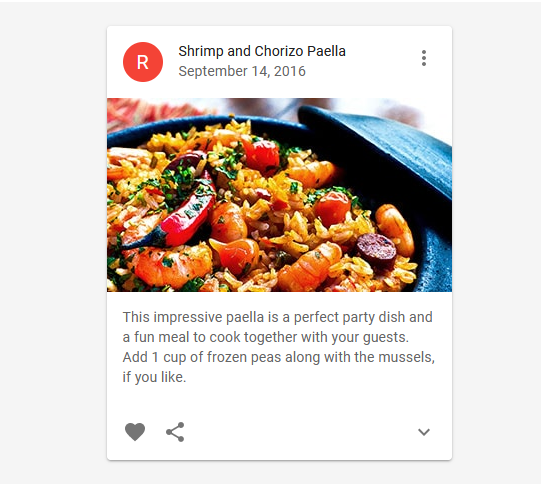 R
Shrimp and Chorizo Paella
September 14, 2016
This impressive paella is a perfect party dish and
a fun meal to cook together with your guests.
Add 1 cup of frozen peas along with the mussels,
if you like.